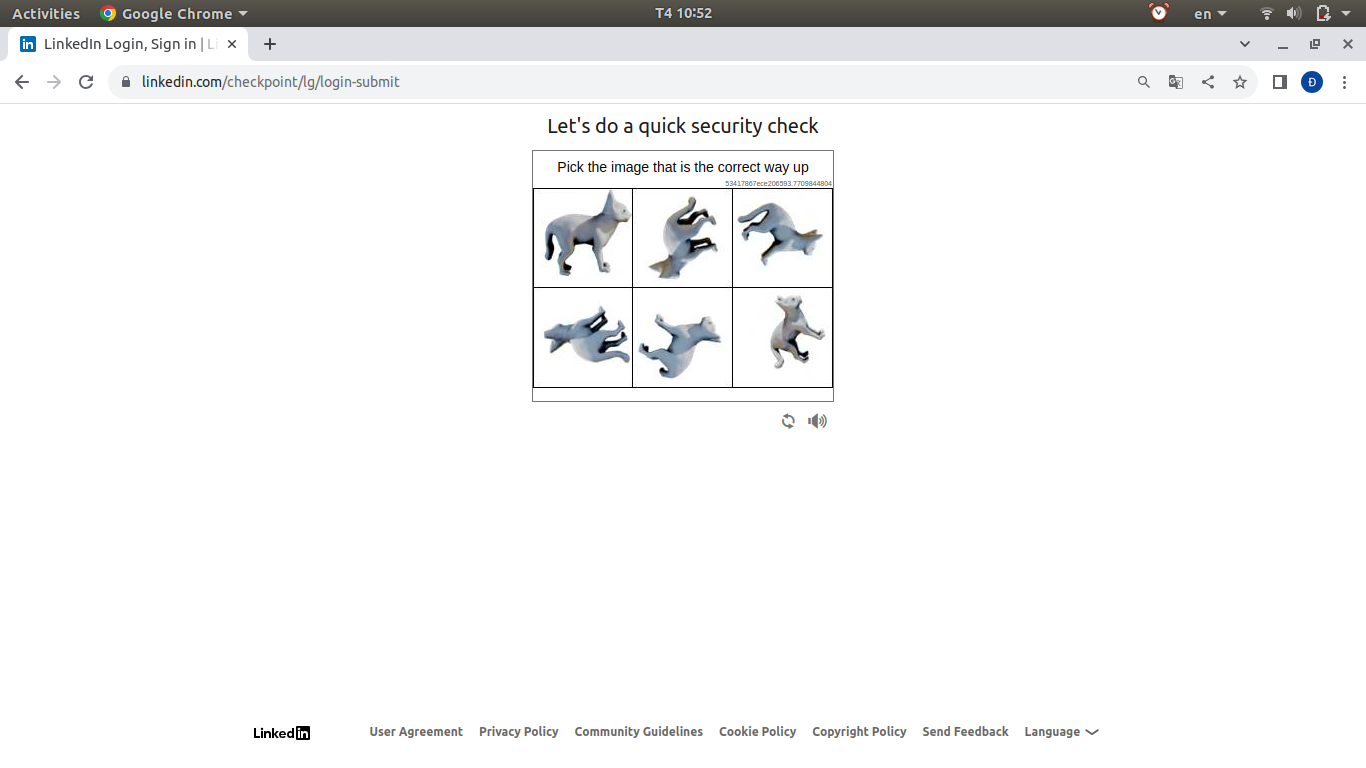 Activities Google Chrome T4 10:52 en
in LinkedIn Login, Sign in | Li
linkedin.com/checkpoint/lg/login-submit Đ
Let's do a quick security check
Pick the image that is the correct way up
53417867ece206593.7709844804
LinkedIn User Agreement Privacy Policy Community Guidelines Cookie Policy Copyright Policy Send Feedback Language